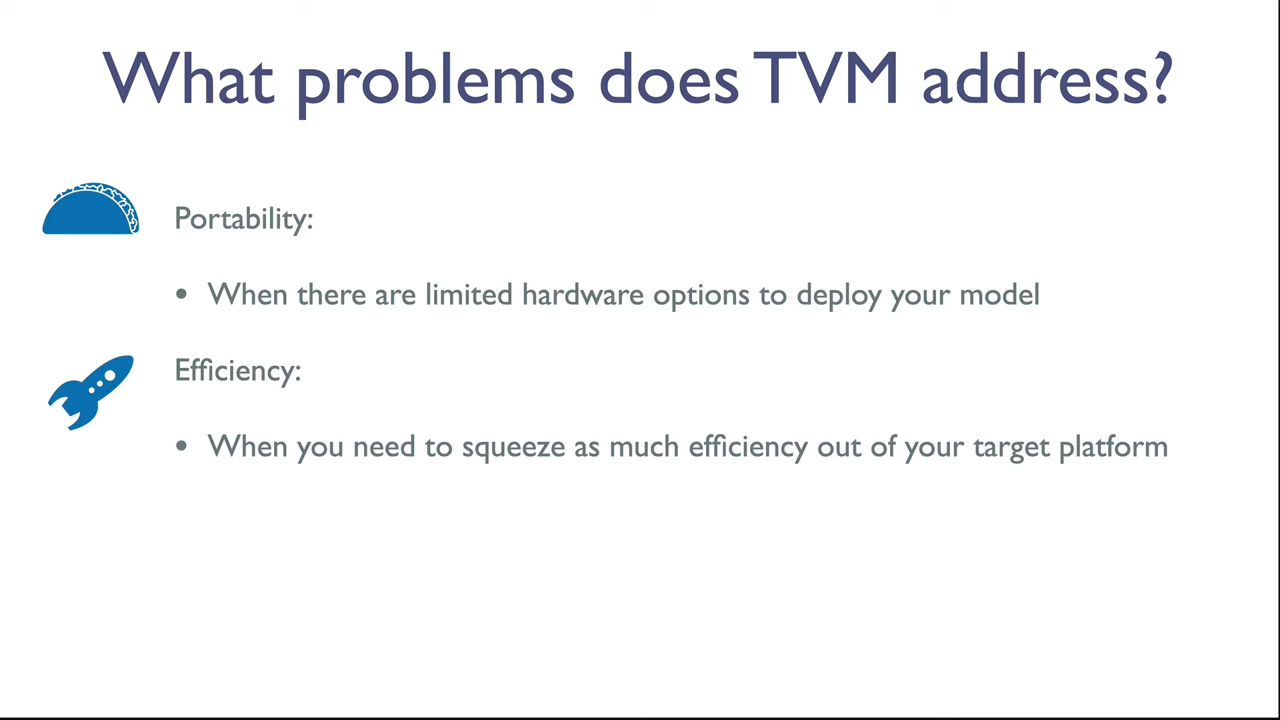 What problems does TVM address?
Portability:
• When there are limited hardware options to deploy your model
Efficiency:
• When you need to squeeze as much efficiency out of your target platform